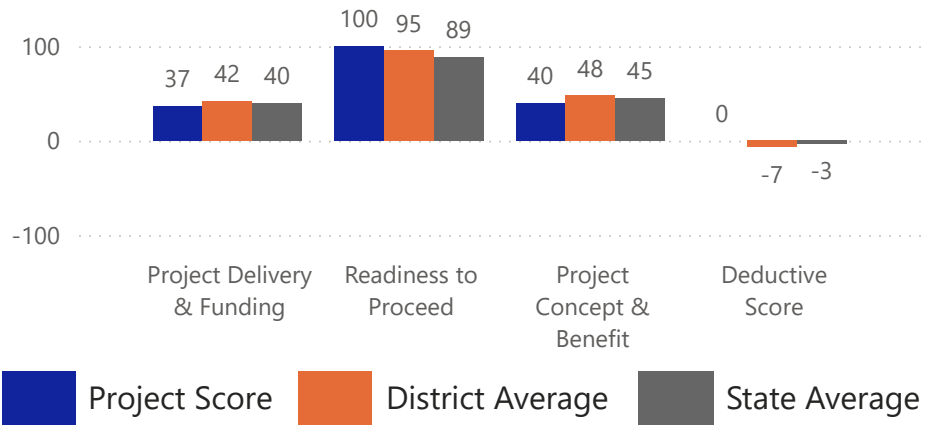 100 95 89
100
37 42 40
40 48 45
0
0
-7 -3
-100
Project Delivery & Funding
Readiness to Proceed
Project Concept & Benefit
Deductive Score
Project Score
District Average
State Average